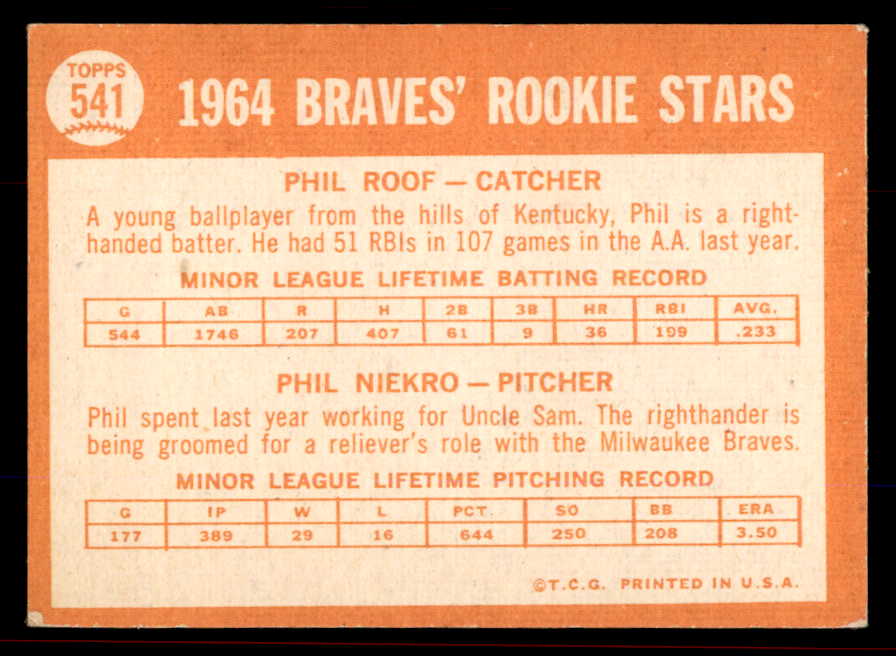 TOPPS
541
1964 BRAVES' ROOKIE STARS
PHIL ROOF — CATCHER
A young ballplayer from the hills of Kentucky, Phil is a right-
handed batter. He had 51 RBIs in 107 games in the A.A. last year.
MINOR LEAGUE LIFETIME BATTING RECORD
G AB R H 2B 3B HR RBI AVG.
544 1746 207 407 61 9 36 199 .233
PHIL NIEKRO — PITCHER
Phil spent last year working for Uncle Sam. The righthander is
being groomed for a reliever's role with the Milwaukee Braves.
MINOR LEAGUE LIFETIME PITCHING RECORD
G IP W L PCT. SO BB ERA
177 389 29 16 644 250 208 3.50
©T.C.G. PRINTED IN U.S.A.